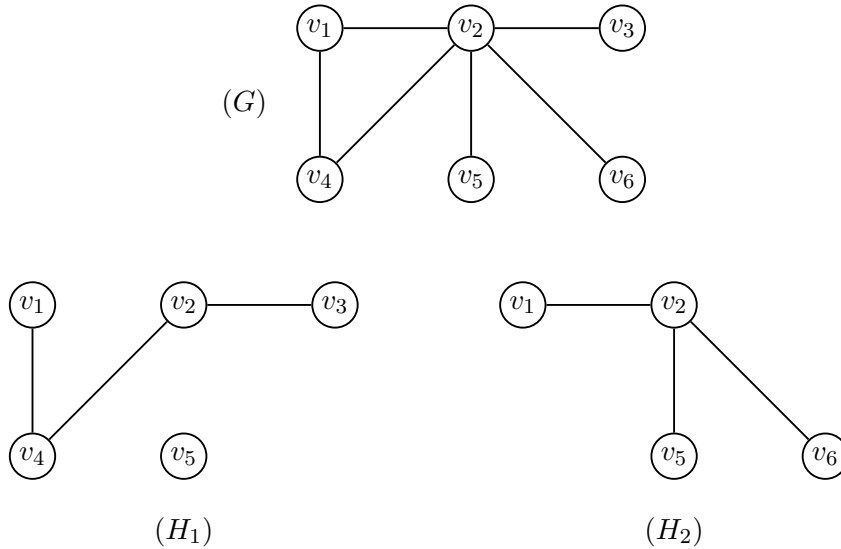 v₁ v₂ v₃
(G)
v₄ v₅ v₆
v₁ v₂ v₃ v₁ v₂
v₄ v₅ v₅ v₆
(H₁) (H₂)